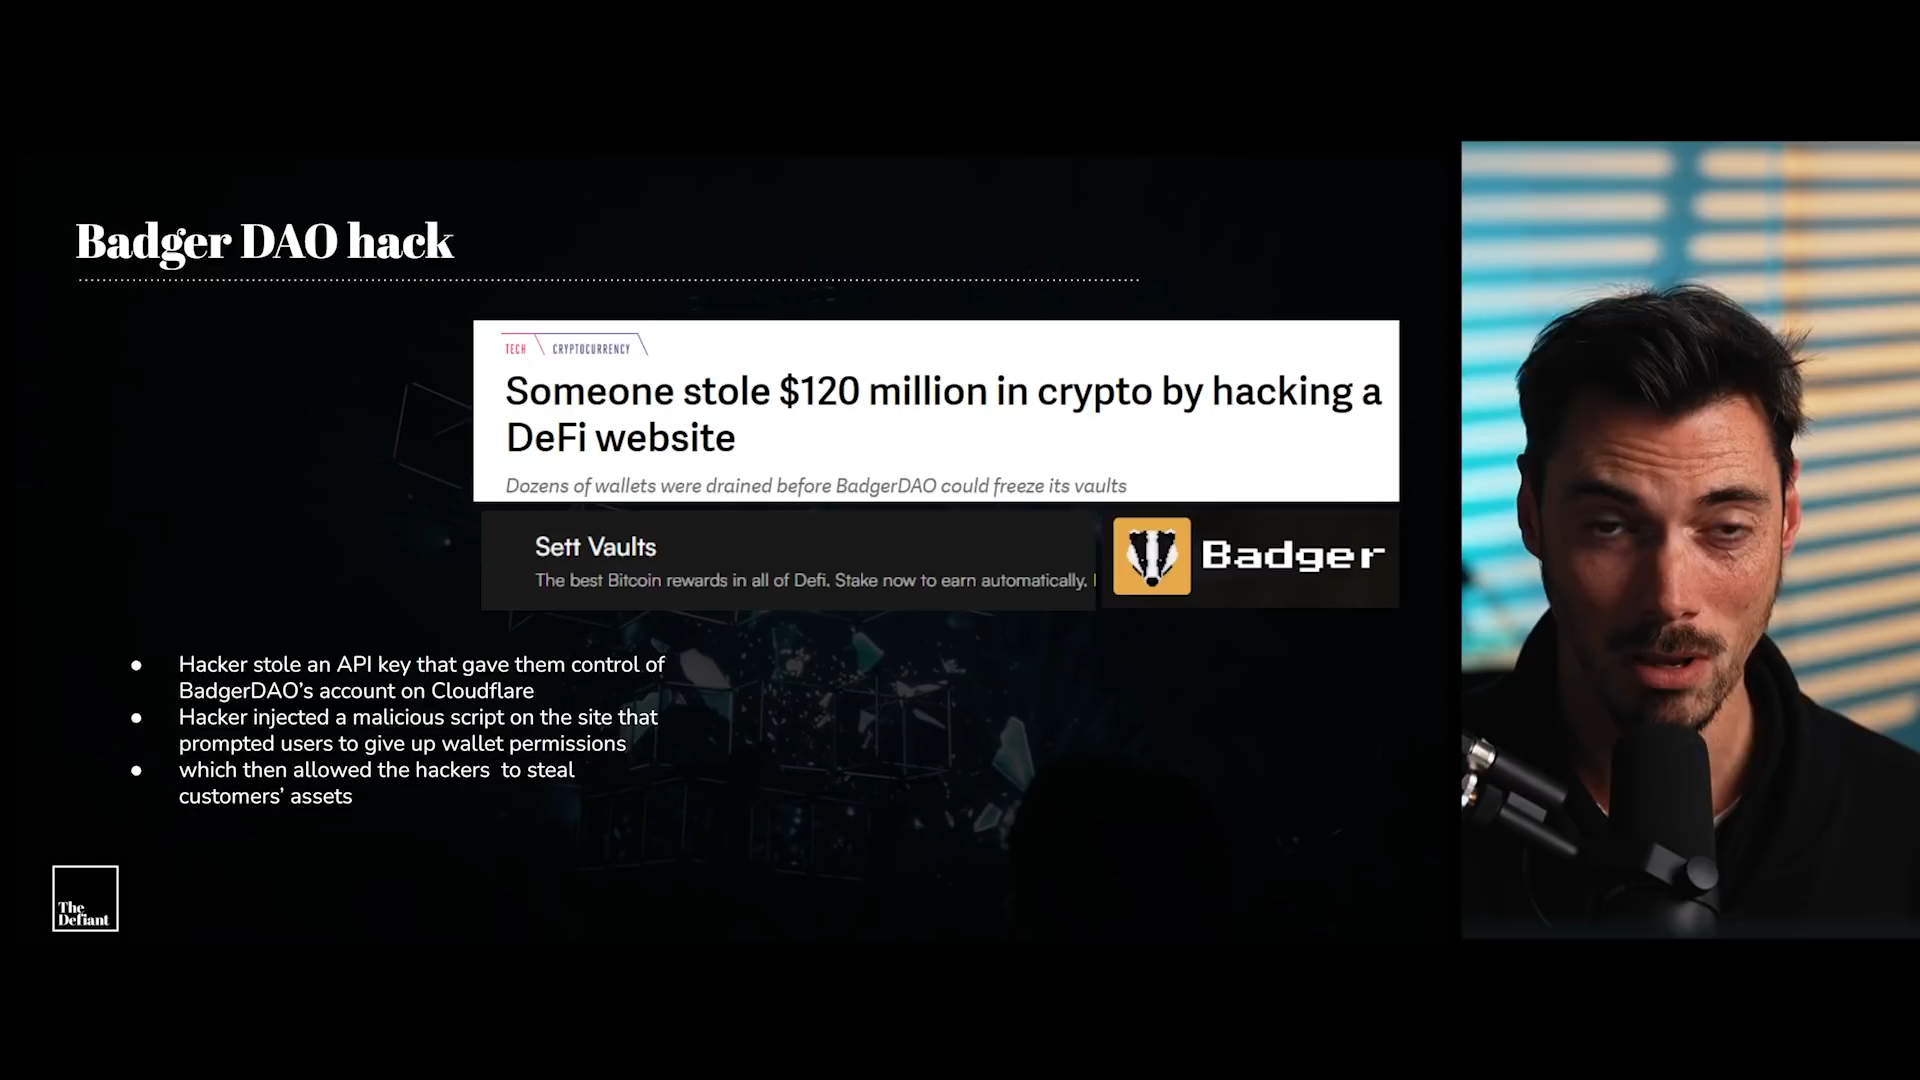 Badger DAO hack
TECH
CRYPTOCURRENCY
Someone stole $120 million in crypto by hacking a
DeFi website
Dozens of wallets were drained before BadgerDAO could freeze its vaults
Sett Vaults
The best Bitcoin rewards in all of Defi. Stake now to earn automatically.
Badger
● Hacker stole an API key that gave them control of
BadgerDAO’s account on Cloudflare
● Hacker injected a malicious script on the site that
prompted users to give up wallet permissions
● which then allowed the hackers  to steal
customers’ assets
The
Defiant